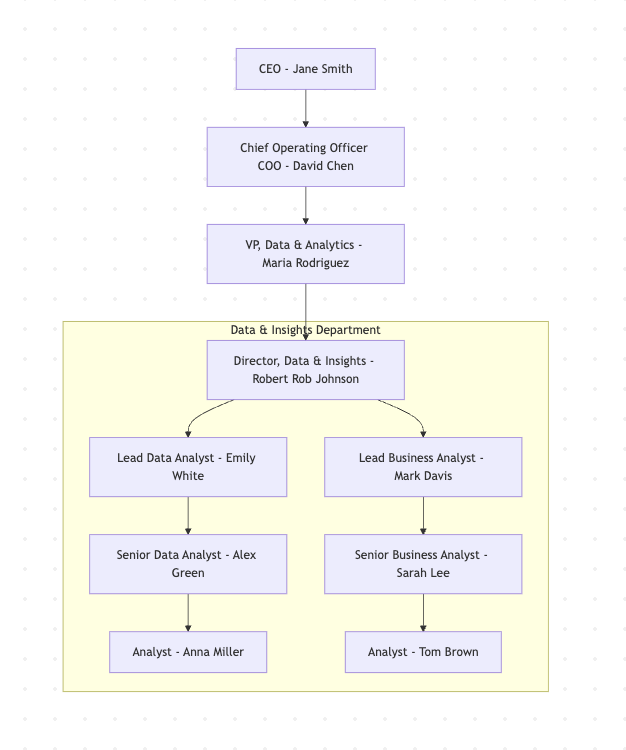 CEO - Jane Smith
Chief Operating Officer
COO - David Chen
VP, Data & Analytics -
Maria Rodriguez
Data & Insights Department
Director, Data & Insights -
Robert Rob Johnson
Lead Data Analyst - Emily
White
Lead Business Analyst -
Mark Davis
Senior Data Analyst - Alex
Green
Senior Business Analyst -
Sarah Lee
Analyst - Anna Miller
Analyst - Tom Brown